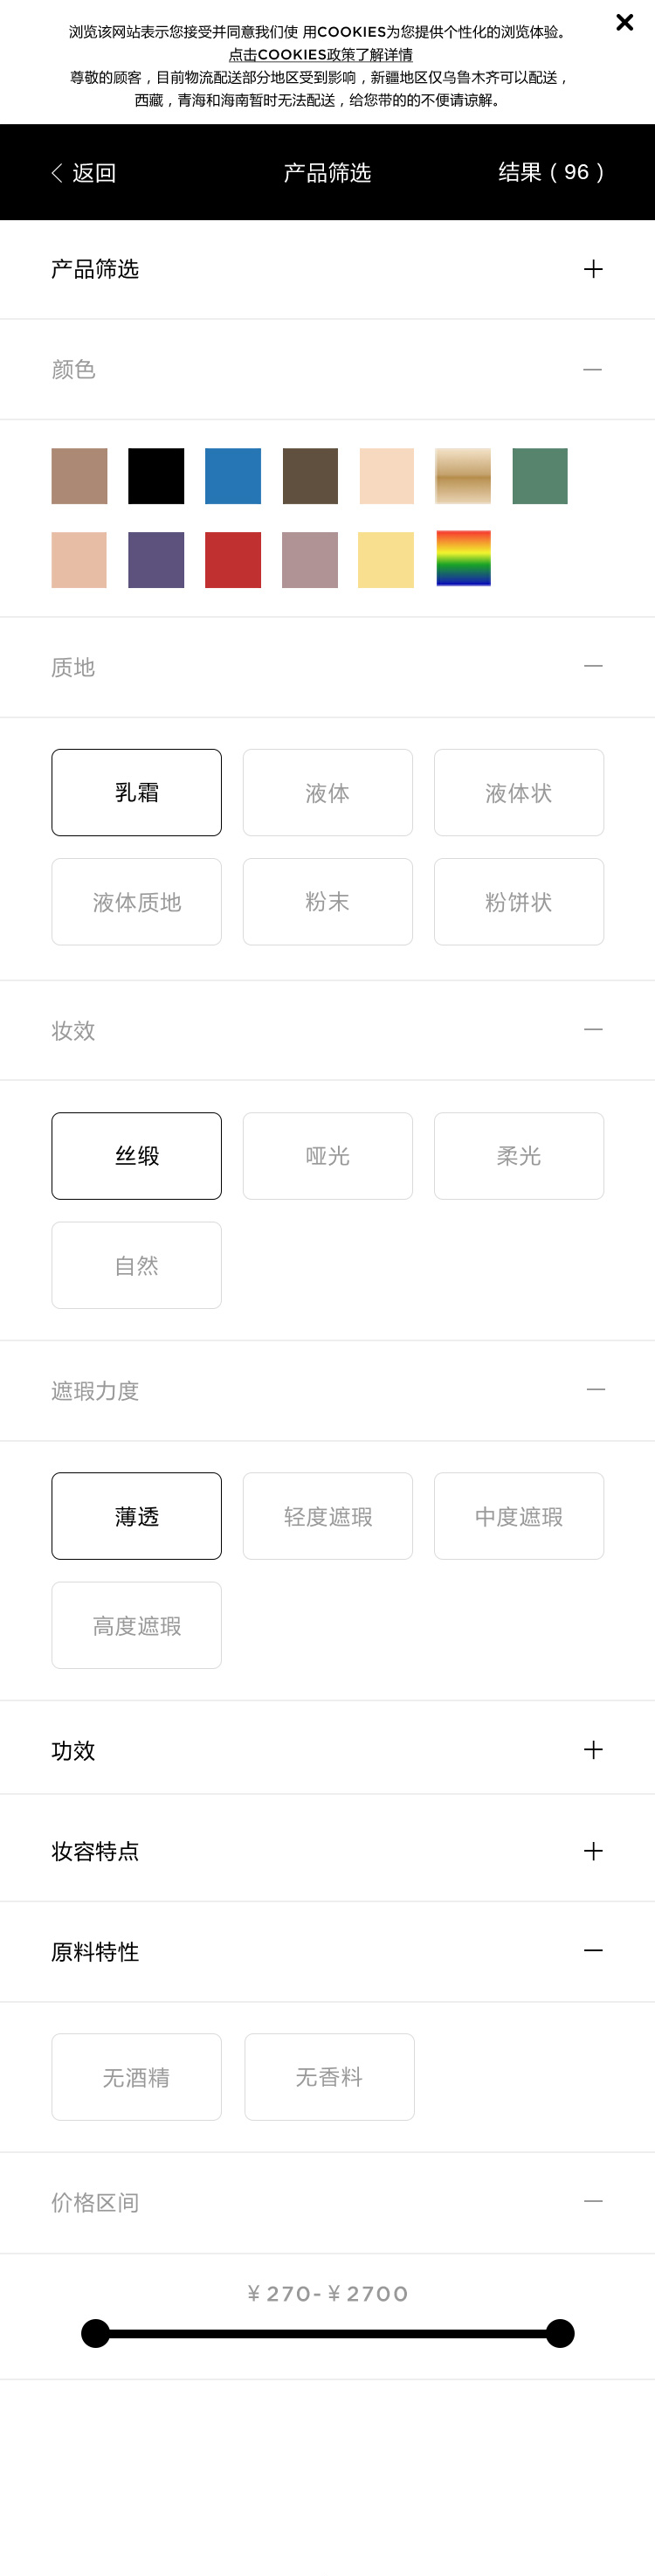 浏览该网站表示您接受并同意我们使 用COOKIES为您提供个性化的浏览体验。
点击COOKIES政策了解详情
尊敬的顾客，目前物流配送部分地区受到影响，新疆地区仅乌鲁木齐可以配送，
西藏，青海和海南暂时无法配送，给您带的的不便请谅解。
返回 产品筛选 结果（96）
产品筛选
颜色
质地
乳霜 液体 液体状
液体质地 粉末 粉饼状
妆效
丝缎 哑光 柔光
自然
遮瑕力度
薄透 轻度遮瑕 中度遮瑕
高度遮瑕
功效
妆容特点
原料特性
无酒精 无香料
价格区间
¥270-¥2700